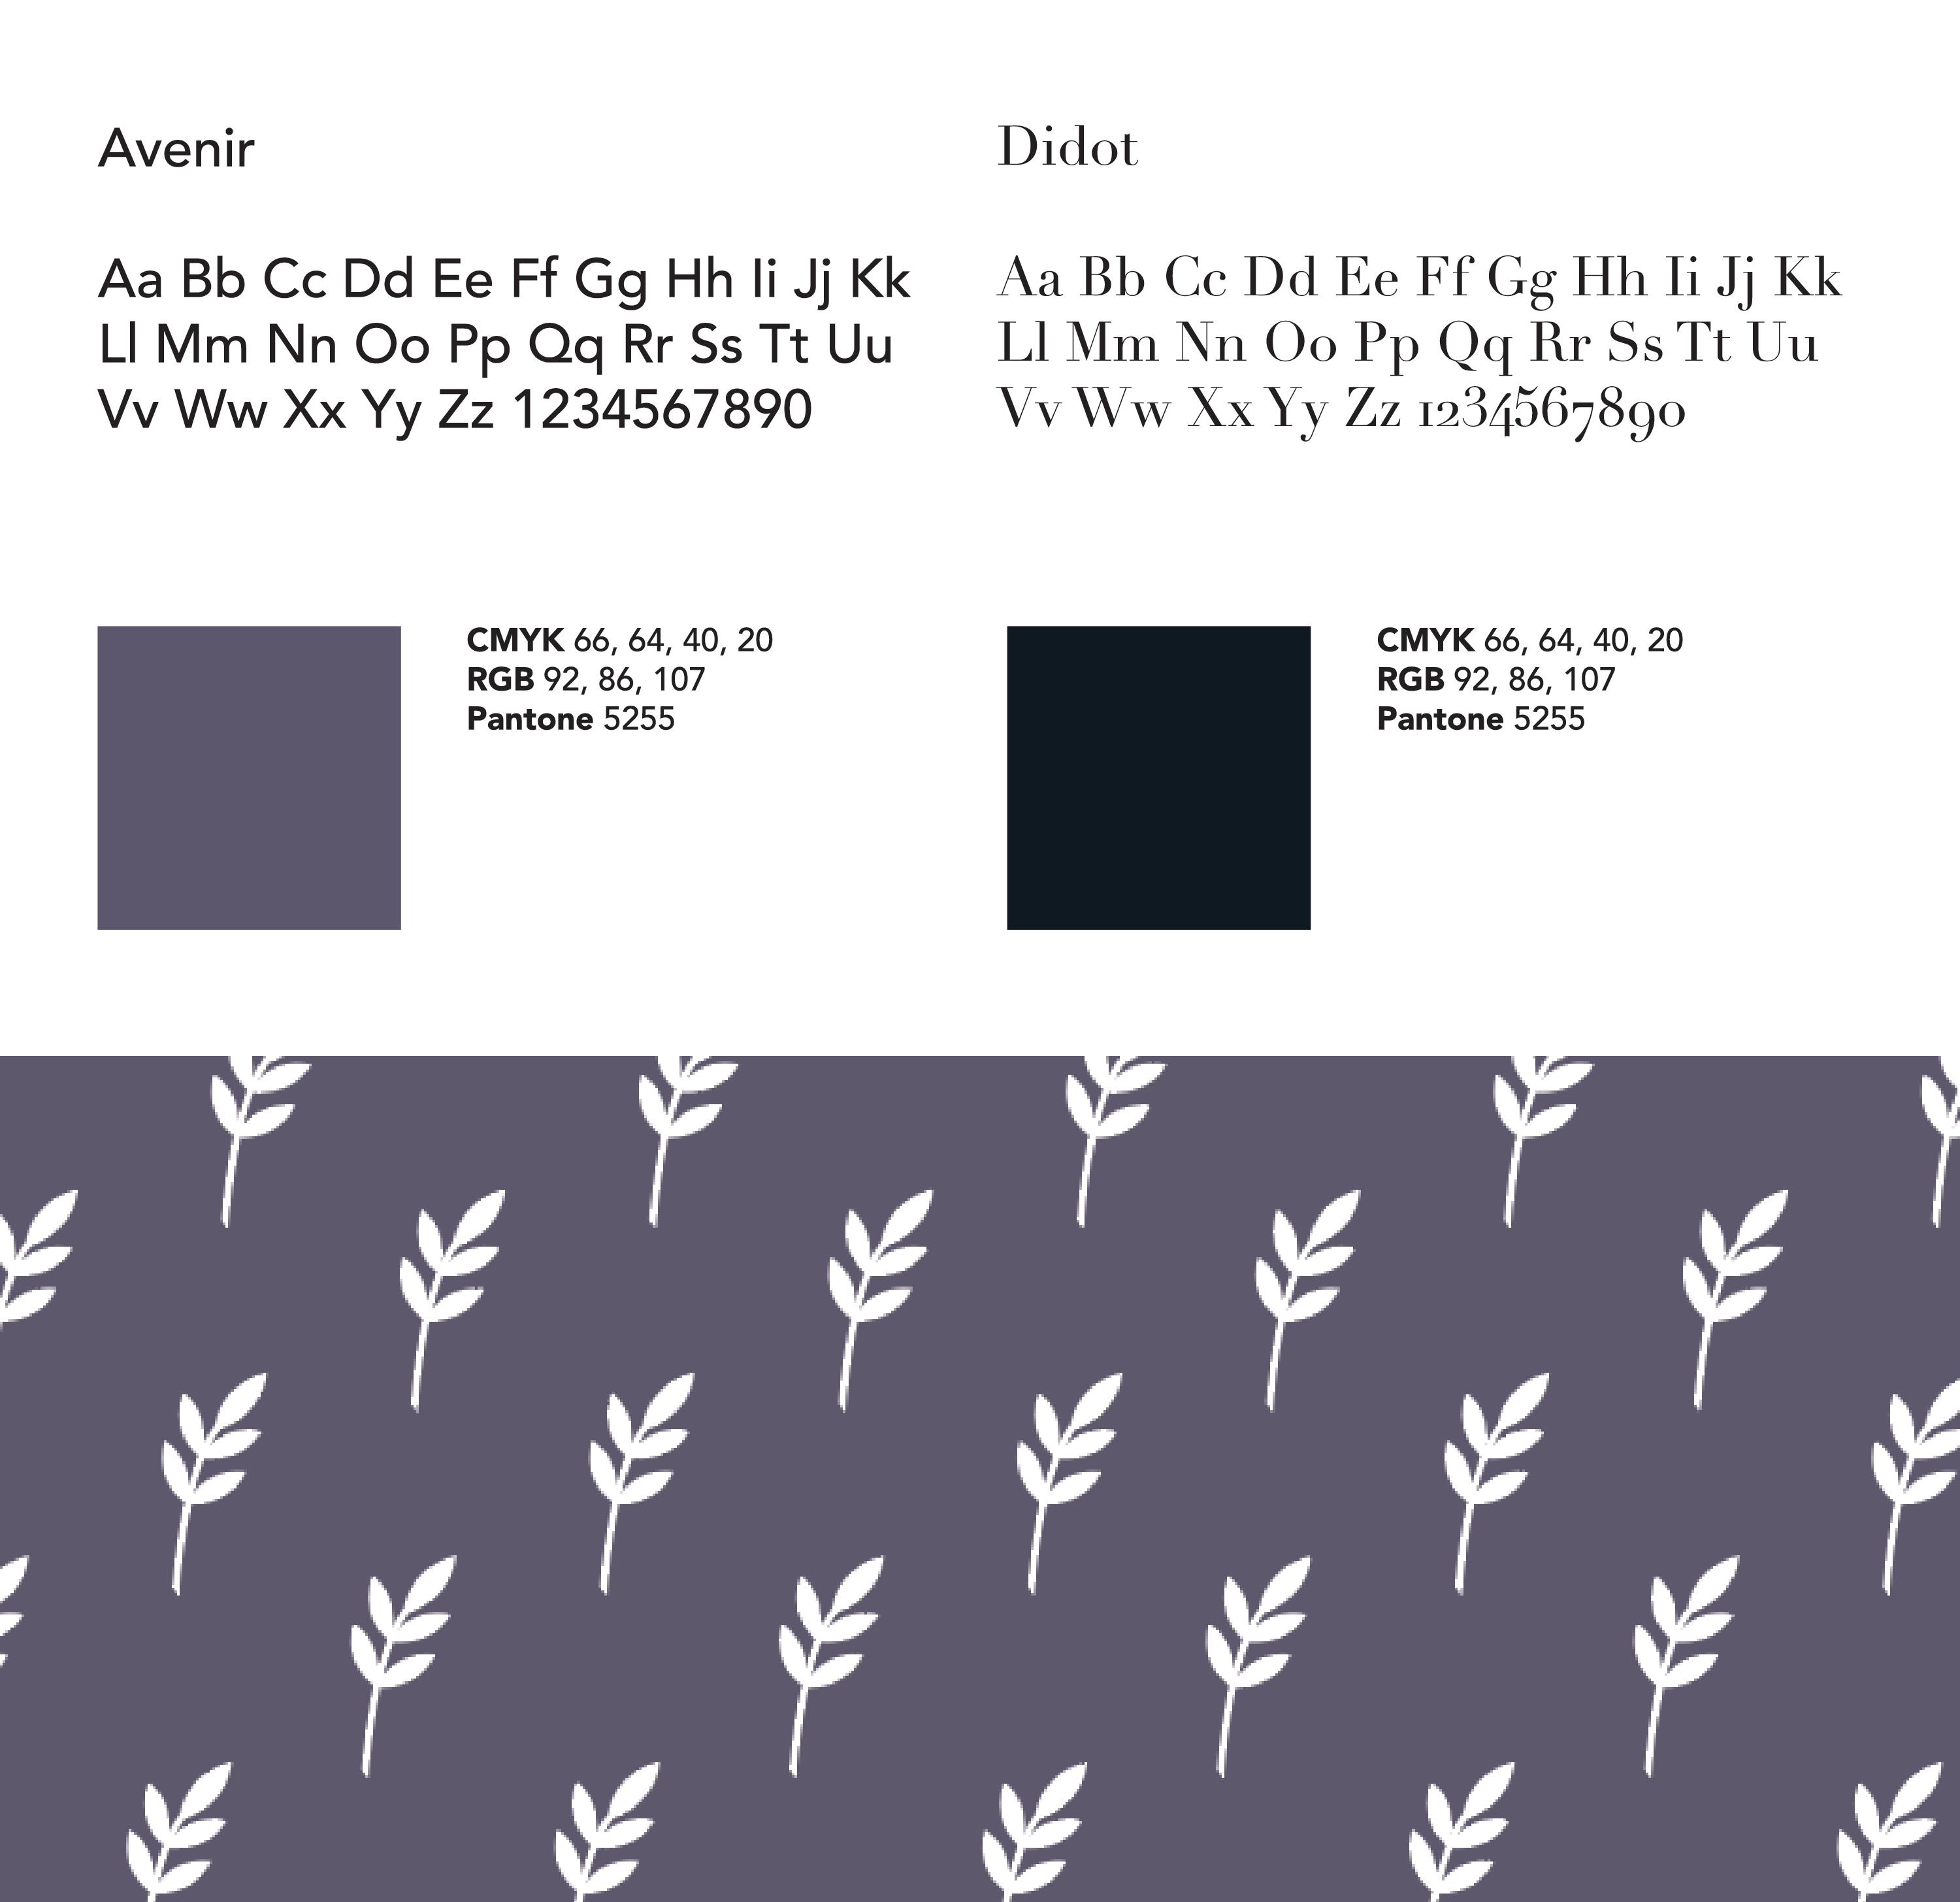 Avenir
Aa Bb Cc Dd Ee Ff Gg Hh Ii Jj Kk
Ll Mm Nn Oo Pp Qq Rr Ss Tt Uu
Vv Ww Xx Yy Zz 1234567890
Didot
Aa Bb Cc Dd Ee Ff Gg Hh Ii Jj Kk
Ll Mm Nn Oo Pp Qq Rr Ss Tt Uu
Vv Ww Xx Yy Zz 1234567890
CMYK 66, 64, 40, 20
RGB 92, 86, 107
Pantone 5255
CMYK 66, 64, 40, 20
RGB 92, 86, 107
Pantone 5255